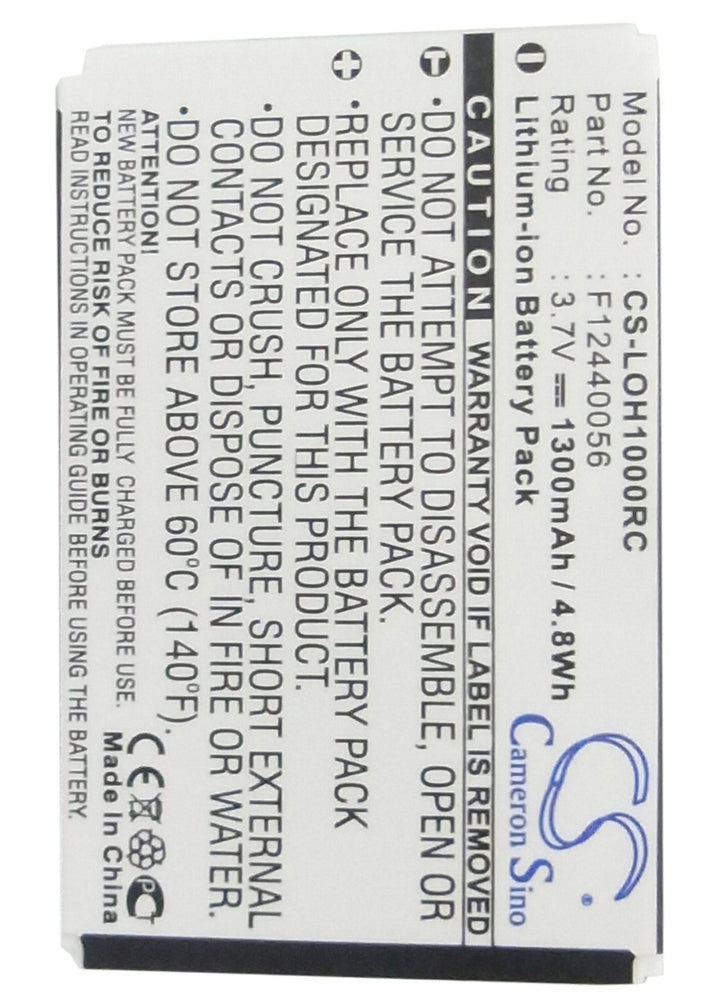 Model No. : CS-LOH1000RC
Part No. : F12440056
Rating : 3.7V 1300mAh / 4.8Wh
Lithium-ion Battery Pack
CS®
Cameron Sino
CAUTION WARRANTY VOID IF LABEL IS REMOVED
•DO NOT ATTEMPT TO DISASSEMBLE, OPEN OR
SERVICE THE BATTERY PACK.
•REPLACE ONLY WITH THE BATTERY PACK
DESIGNATED FOR THIS PRODUCT.
•DO NOT CRUSH, PUNCTURE, SHORT EXTERNAL
CONTACTS OR DISPOSE OF IN FIRE OR WATER.
•DO NOT STORE ABOVE 60°C (140°F).
ATTENTION!
NEW BATTERY PACK MUST BE FULLY CHARGED BEFORE USE.
TO REDUCE RISK OF FIRE OR BURNS
READ INSTRUCTIONS IN OPERATING GUIDE BEFORE USING THE BATTERY.
CE PCT
Made In China